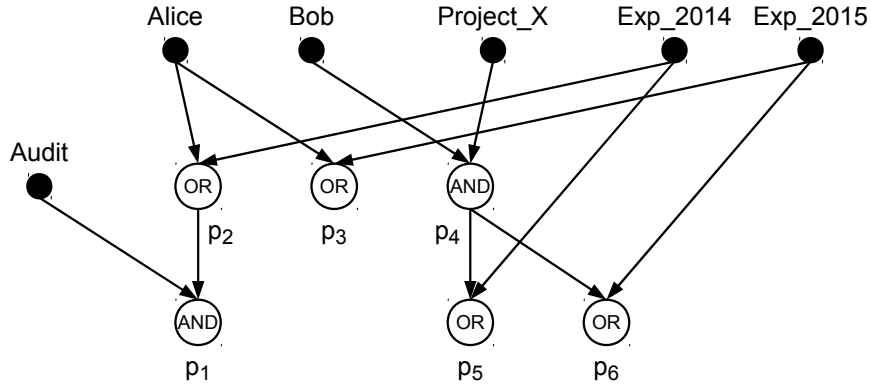 Alice Bob Project_X Exp_2014 Exp_2015
Audit
OR OR AND
p2 p3 p4
AND OR OR
p1 p5 p6